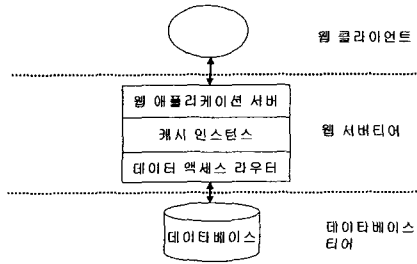 웹 클라이언트
웹 애플리케이션 서버
캐시 인스턴스
웹 서버티어
데이터 액세스 라우터
데이타베이스
데이타베이스
티어